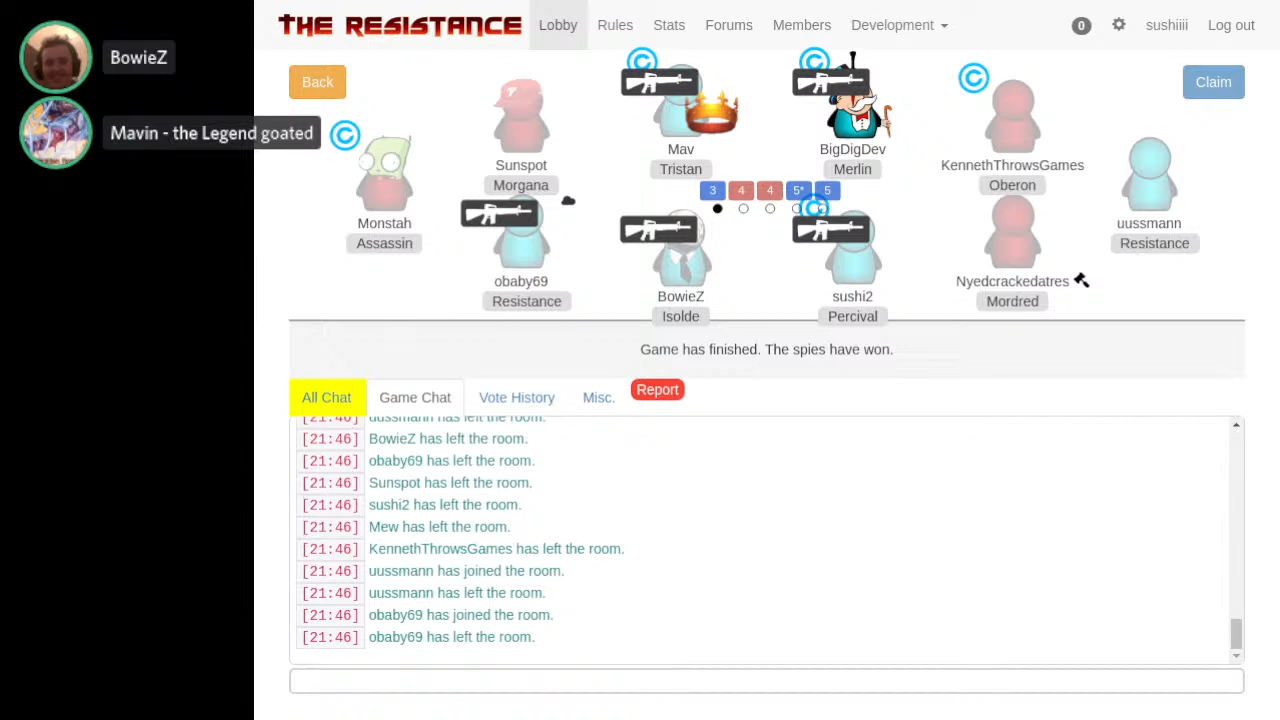 BowieZ
Mavin - the Legend goated
THE RESISTANCE
Lobby
Rules
Stats
Forums
Members
Development
0
sushiiii
Log out
Back
Claim
Sunspot
Morgana
Mav
Tristan
BigDigDev
Merlin
KennethThrowsGames
Oberon
Monstah
Assassin
uussmann
Resistance
3 4 4 5* 5
obaby69
Resistance
BowieZ
Isolde
sushi2
Percival
Nyedcrackedatres
Mordred
Game has finished. The spies have won.
All Chat
Game Chat
Vote History
Misc.
Report
uussmann has left the room.
[21:46] BowieZ has left the room.
[21:46] obaby69 has left the room.
[21:46] Sunspot has left the room.
[21:46] sushi2 has left the room.
[21:46] Mew has left the room.
[21:46] KennethThrowsGames has left the room.
[21:46] uussmann has joined the room.
[21:46] uussmann has left the room.
[21:46] obaby69 has joined the room.
[21:46] obaby69 has left the room.